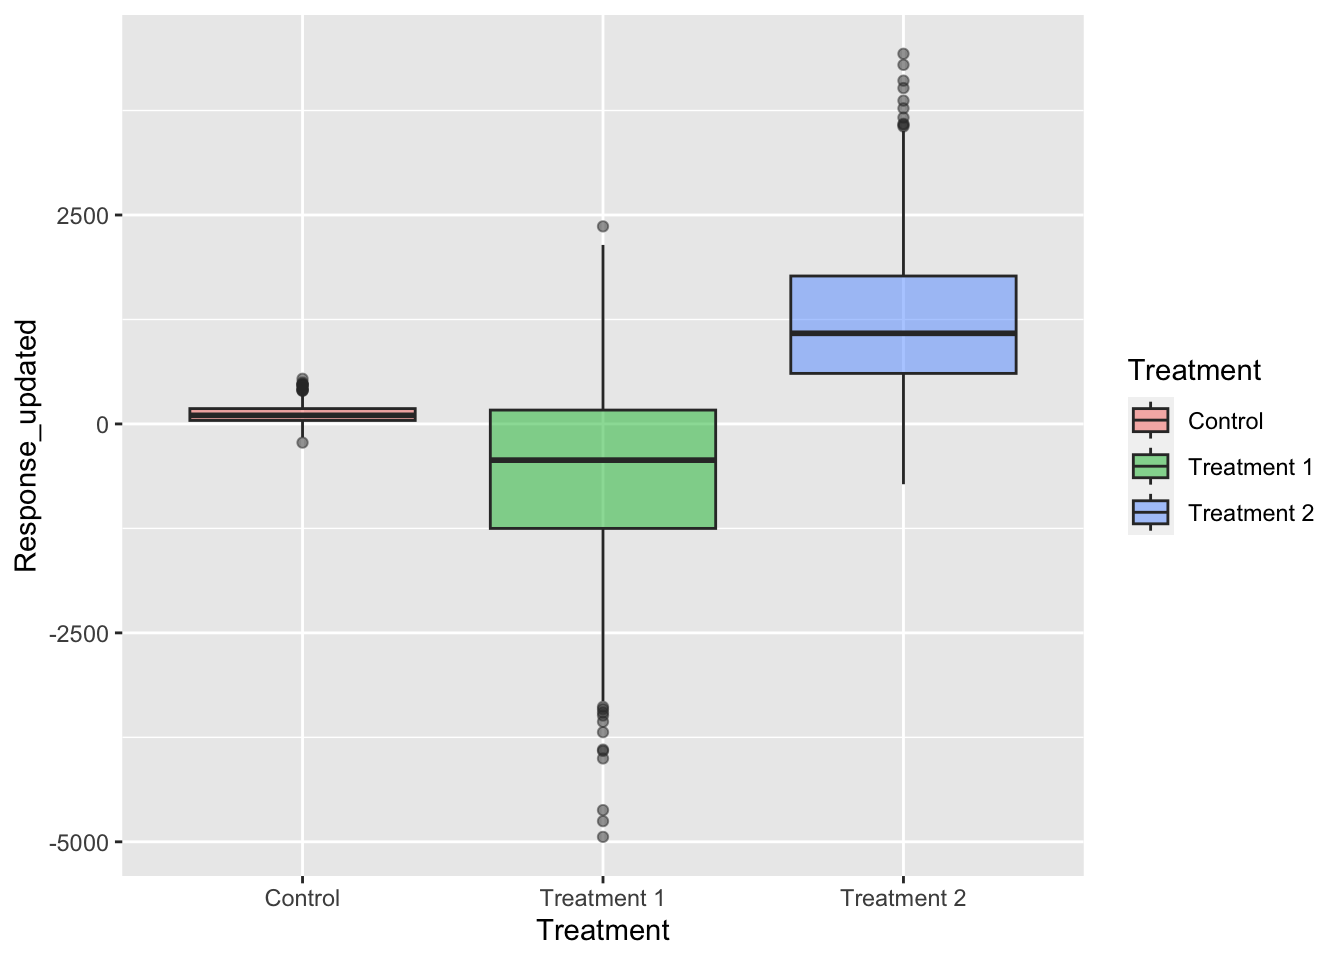 Response_updated
2500
0
-2500
-5000
Control
Treatment 1
Treatment 2
Treatment
Treatment
Control
Treatment 1
Treatment 2